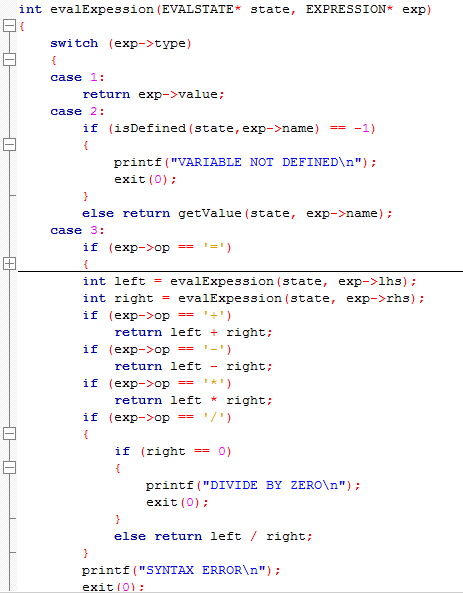 int evalExpession(EVALSTATE* state, EXPRESSION* exp)
{
switch (exp->type)
{
case 1:
return exp->value;
case 2:
if (isDefined(state,exp->name) == -1)
{
printf("VARIABLE NOT DEFINED\n");
exit(0);
}
else return getValue(state, exp->name);
case 3:
if (exp->op == '=')
{
int left = evalExpession(state, exp->lhs);
int right = evalExpession(state, exp->rhs);
if (exp->op == '+')
return left + right;
if (exp->op == '-')
return left - right;
if (exp->op == '*')
return left * right;
if (exp->op == '/')
{
if (right == 0)
{
printf("DIVIDE BY ZERO\n");
exit(0);
}
else return left / right;
}
printf("SYNTAX ERROR\n");
exit(0);